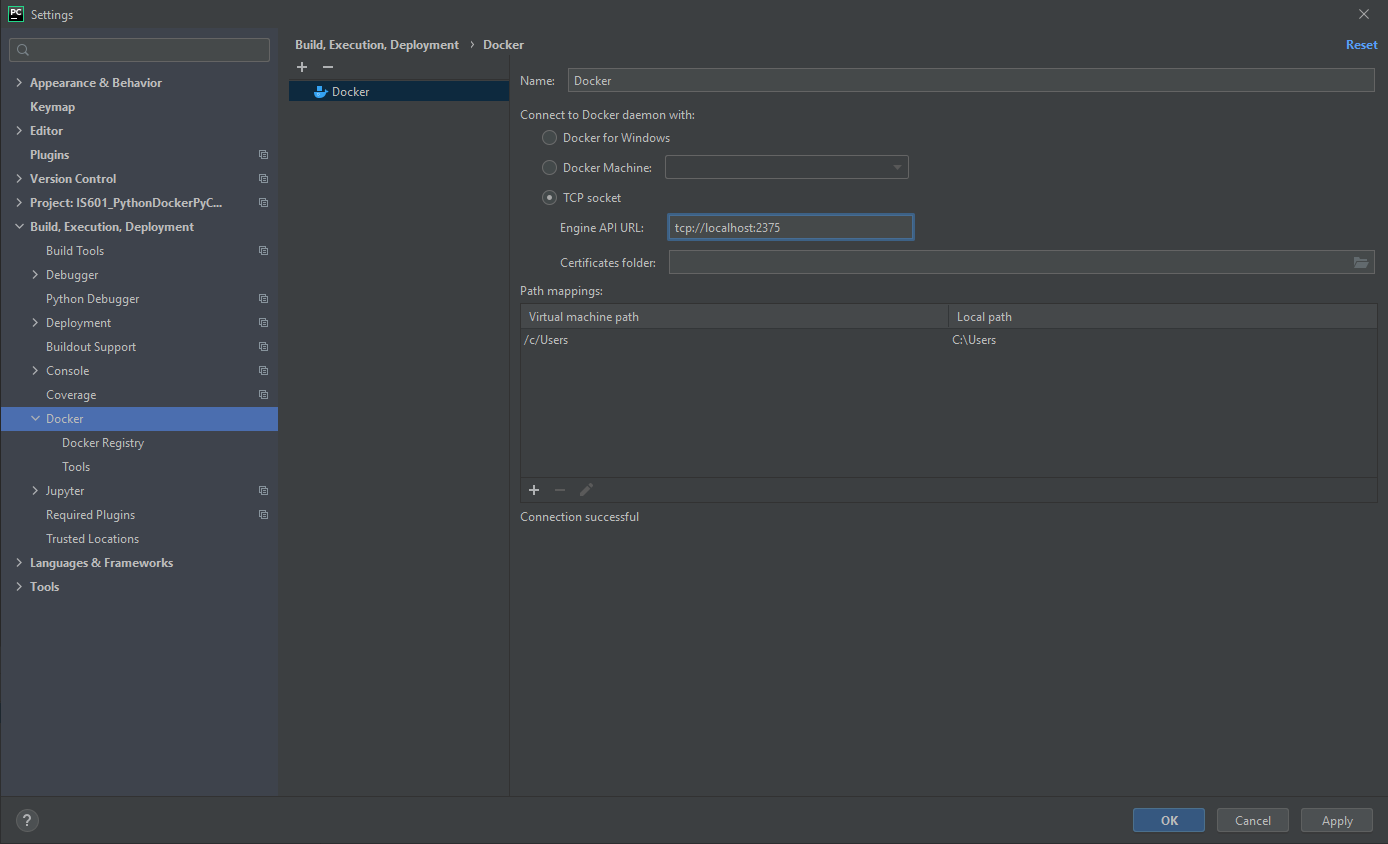 PC Settings
Build, Execution, Deployment › Docker
Reset
Appearance & Behavior
Keymap
Editor
Plugins
Version Control
Project: IS601_PythonDockerPyC...
Build, Execution, Deployment
Build Tools
Debugger
Python Debugger
Deployment
Buildout Support
Console
Coverage
Docker
Docker Registry
Tools
Jupyter
Required Plugins
Trusted Locations
Languages & Frameworks
Tools
Docker
Name: Docker
Connect to Docker daemon with:
Docker for Windows
Docker Machine:
TCP socket
Engine API URL: tcp://localhost:2375
Certificates folder:
Path mappings:
Virtual machine path Local path
/c/Users C:\Users
Connection successful
? OK Cancel Apply